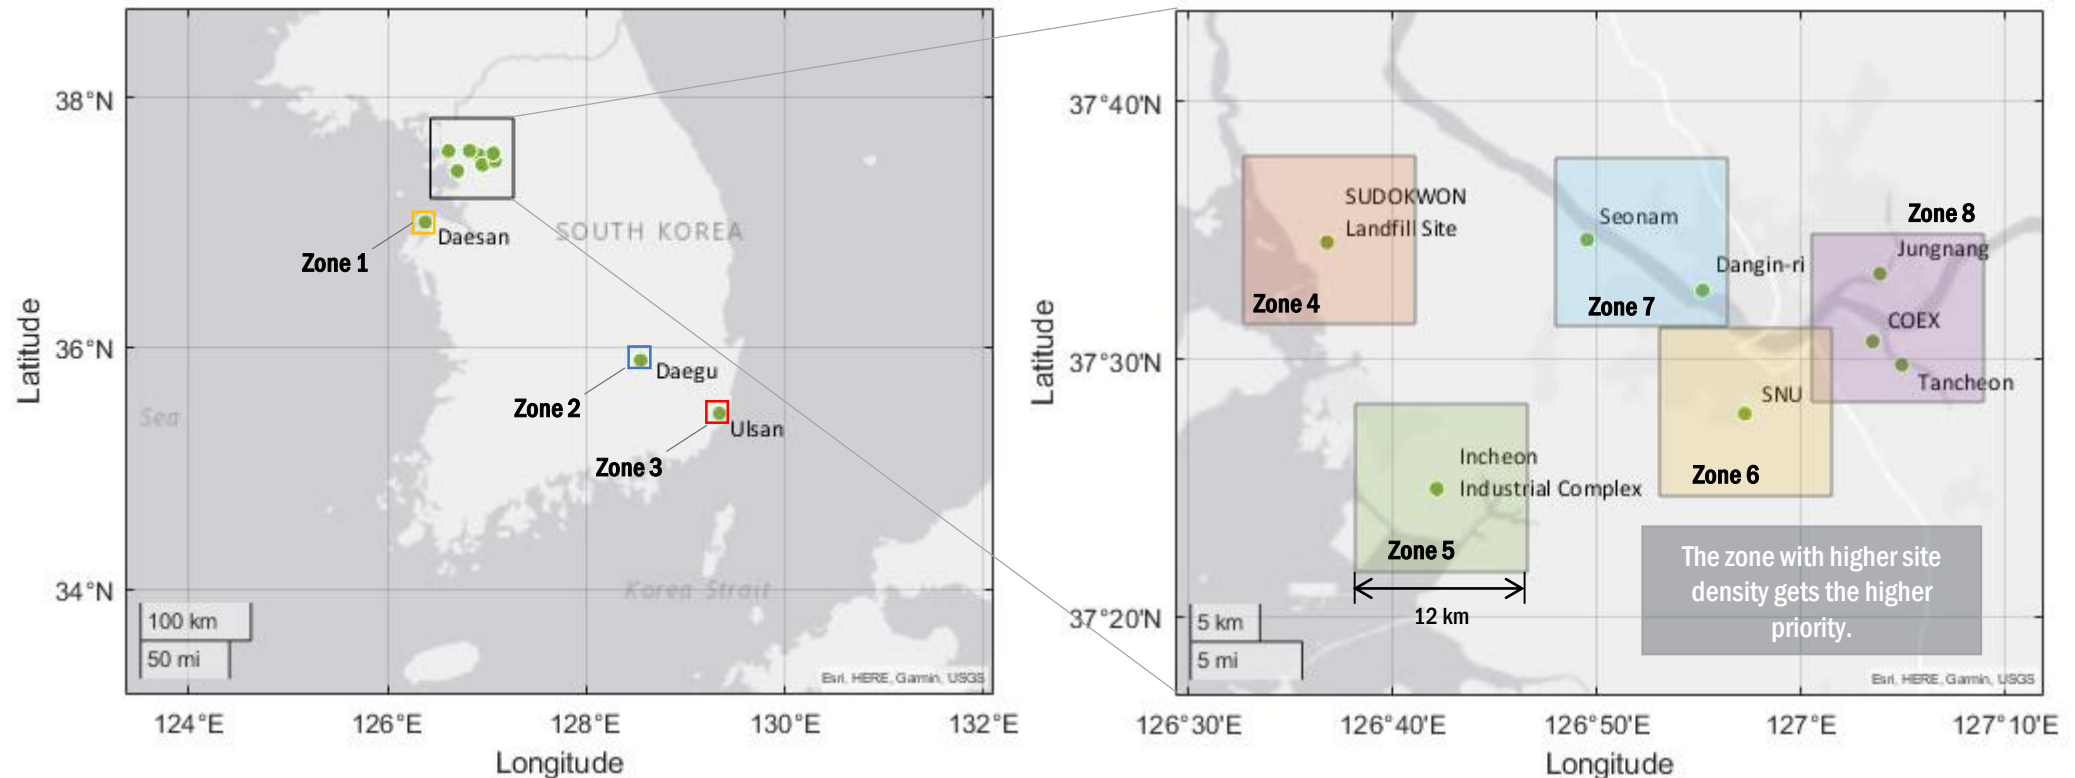 38°N
36°N
34°N
Latitude
124°E
126°E
128°E
130°E
132°E
Longitude
SOUTH KOREA
Daesan
Zone 1
Daegu
Zone 2
Ulsan
Zone 3
Sea
Korea Strait
100 km
50 mi
Esri, HERE, Garmin, USGS
37°40'N
37°30'N
37°20'N
Latitude
126°30'E
126°40'E
126°50'E
127°E
127°10'E
Longitude
SUDOKWON
Landfill Site
Zone 4
Seonam
Dangin-ri
Zone 7
Zone 8
Jungnang
COEX
Tancheon
SNU
Zone 6
Incheon
Industrial Complex
Zone 5
12 km
The zone with higher site
density gets the higher
priority.
5 km
5 mi
Esri, HERE, Garmin, USGS